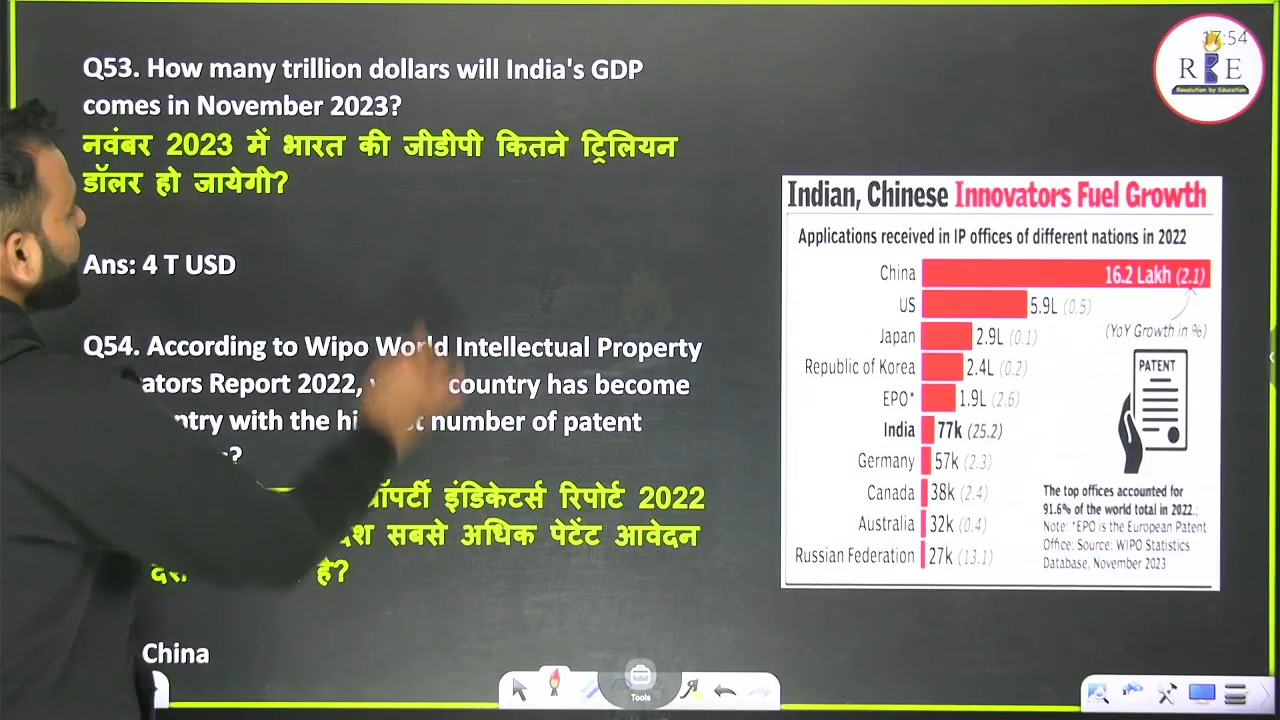 17:54
R E
Revolution by Education
Q53. How many trillion dollars will India's GDP
comes in November 2023?
नवंबर 2023 में भारत की जीडीपी कितने ट्रिलियन
डॉलर हो जायेगी?
Ans: 4 T USD
Q54. According to Wipo World Intellectual Property
ators Report 2022, country has become
ntry with the number of patent
?
इंडिकेटर्स रिपोर्ट 2022
सबसे अधिक पेटेंट आवेदन
है?
China
Indian, Chinese Innovators Fuel Growth
Applications received in IP offices of different nations in 2022
China 16.2 Lakh (2.1)
US 5.9L (0.5)
(YoY Growth in %)
Japan 2.9L (0.1)
Republic of Korea 2.4L (0.2)
PATENT
EPO* 1.9L (2.6)
India 77k (25.2)
Germany 57k (2.3)
Canada 38k (2.4)
Australia 32k (0.4)
Russian Federation 27k (13.1)
The top offices accounted for
91.6% of the world total in 2022.;
Note: *EPO is the European Patent
Office; Source: WIPO Statistics
Database, November 2023
Tools